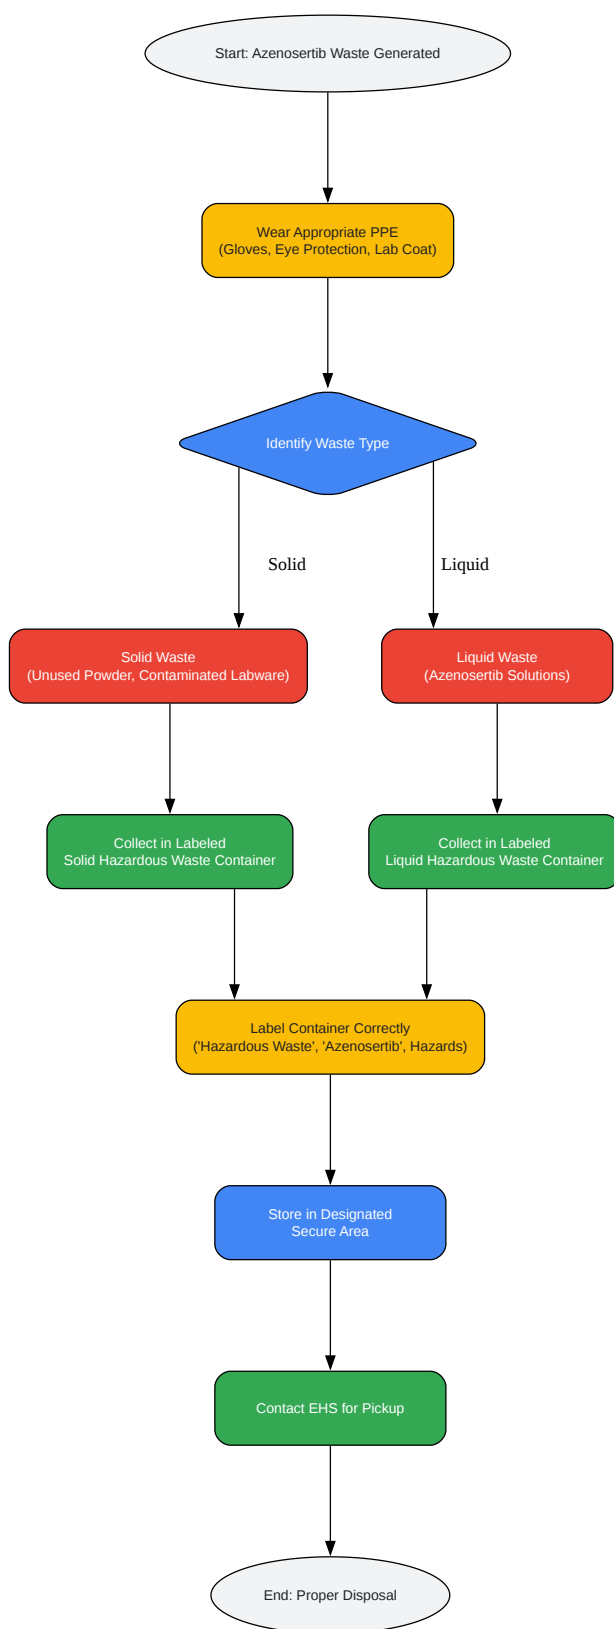 Start: Azenosertib Waste Generated
Wear Appropriate PPE
(Gloves, Eye Protection, Lab Coat)
Identify Waste Type
Solid
Liquid
Solid Waste
(Unused Powder, Contaminated Labware)
Liquid Waste
(Azenosertib Solutions)
Collect in Labeled
Solid Hazardous Waste Container
Collect in Labeled
Liquid Hazardous Waste Container
Label Container Correctly
('Hazardous Waste', 'Azenosertib', Hazards)
Store in Designated
Secure Area
Contact EHS for Pickup
End: Proper Disposal